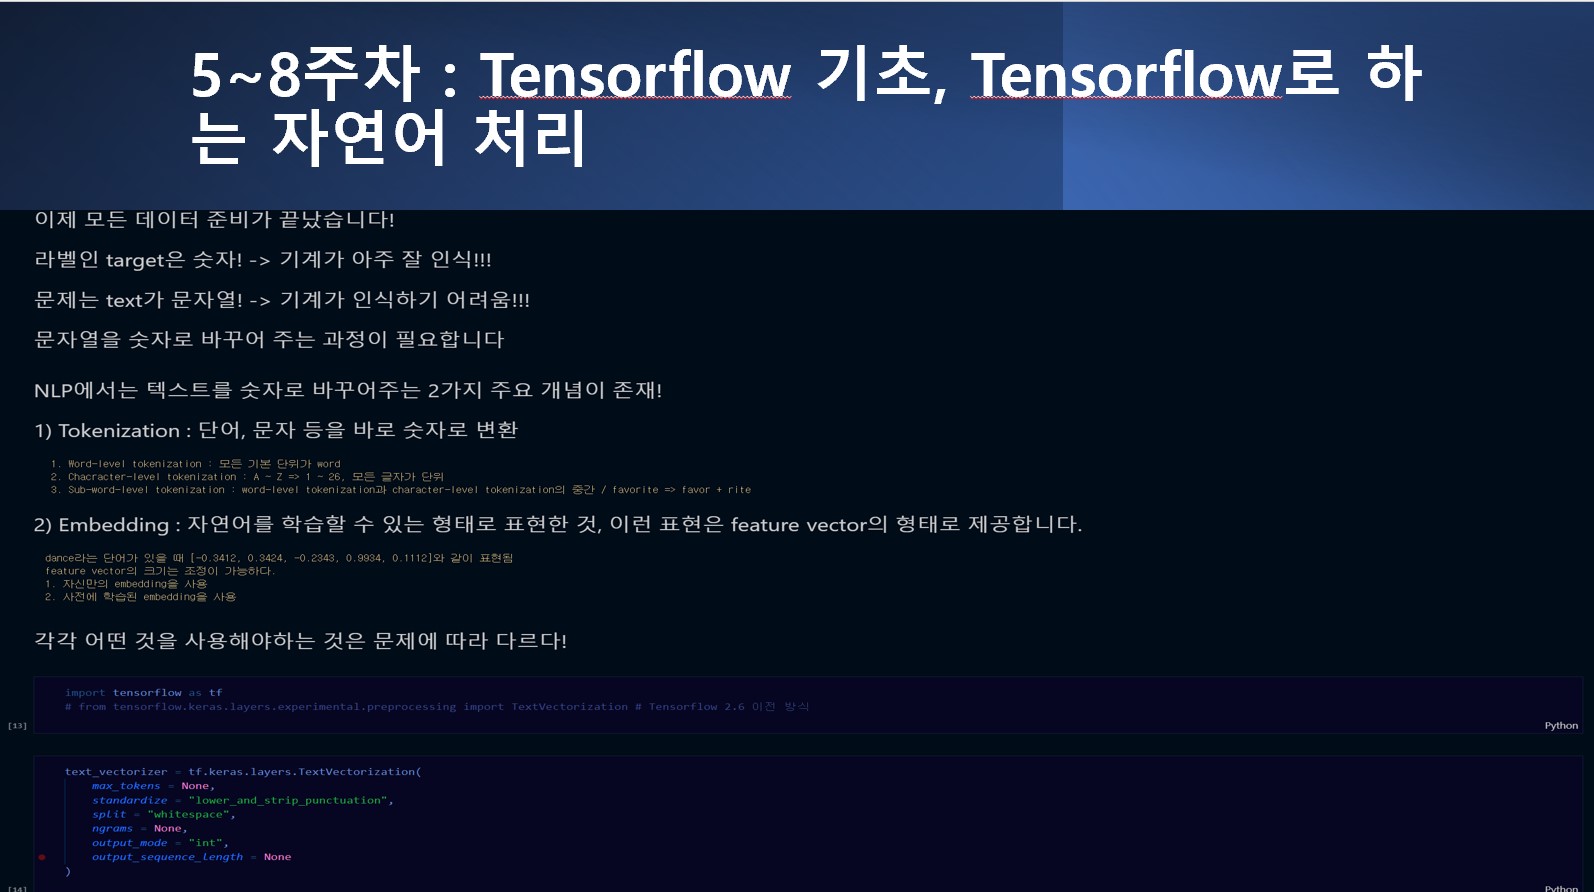 5~8주차 : Tensorflow 기초, Tensorflow로 하
는 자연어 처리
이제 모든 데이터 준비가 끝났습니다!
라벨인 target은 숫자! -> 기계가 아주 잘 인식!!!
문제는 text가 문자열! -> 기계가 인식하기 어려움!!!
문자열을 숫자로 바꾸어 주는 과정이 필요합니다
NLP에서는 텍스트를 숫자로 바꾸어주는 2가지 주요 개념이 존재!
1) Tokenization : 단어, 문자 등을 바로 숫자로 변환
1. Word-level tokenization : 모든 기본 단위가 word
2. Chacracter-level tokenization : A ~ Z => 1 ~ 26, 모든 글자가 단위
3. Sub-word-level tokenization : word-level tokenization과 character-level tokenization의 중간 / favorite => favor + rite
2) Embedding : 자연어를 학습할 수 있는 형태로 표현한 것, 이런 표현은 feature vector의 형태로 제공합니다.
dance라는 단어가 있을 때 [-0.3412, 0.3424, -0.2343, 0.9934, 0.1112]와 같이 표현됨
feature vector의 크기는 조정이 가능하다.
1. 자신만의 embedding을 사용
2. 사전에 학습된 embedding을 사용
각각 어떤 것을 사용해야하는 것은 문제에 따라 다르다!
import tensorflow as tf
# from tensorflow.keras.layers.experimental.preprocessing import TextVectorization # Tensorflow 2.6 이전 방식
[13]
Python
text_vectorizer = tf.keras.layers.TextVectorization(
max_tokens = None,
standardize = "lower_and_strip_punctuation",
split = "whitespace",
ngrams = None,
output_mode = "int",
output_sequence_length = None
)
[14]
Python